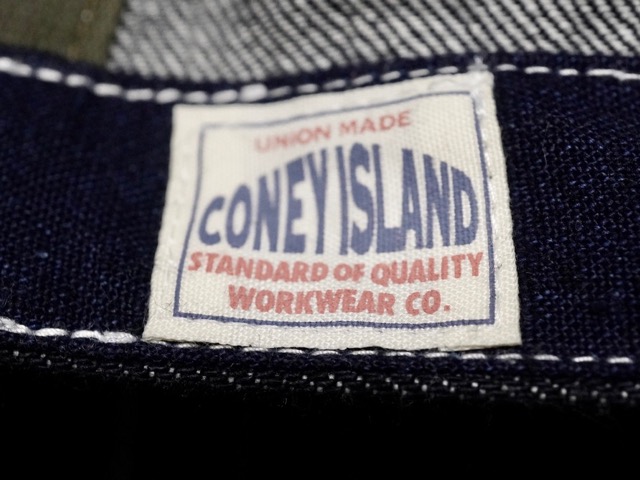 UNION MADE
CONEY ISLAND
STANDARD OF QUALITY
WORKWEAR CO.